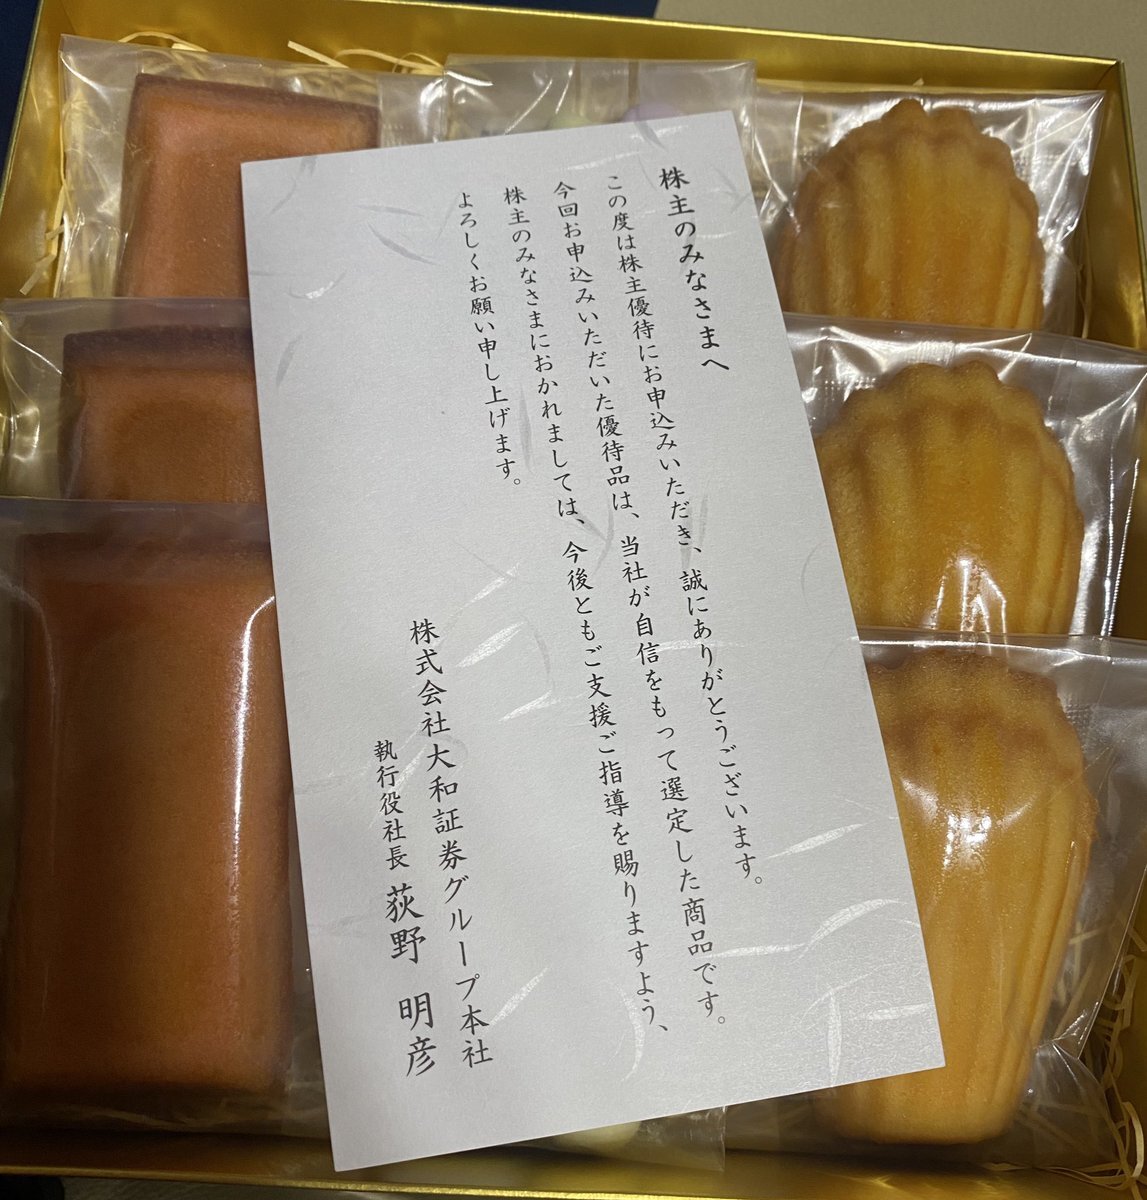 株主のみなさまへ
この度は株主優待にお申込みいただき、誠にありがとうございます。
今回お申込みいただいた優待品は、当社が自信をもって選定した商品です。
株主のみなさまにおかれましては、今後ともご支援ご指導を賜りますよう、
よろしくお願い申し上げます。
株式会社大和証券グループ本社
執行役社長 荻野 明彦